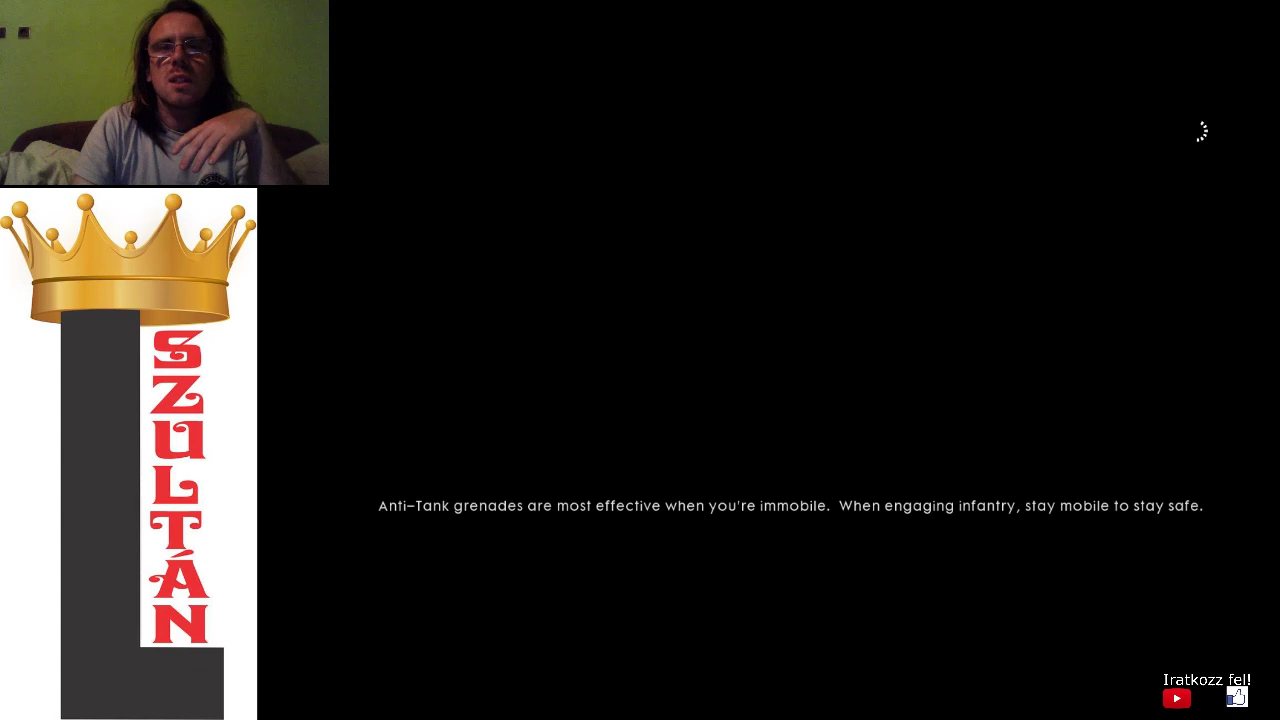 L
SZULTÁN
Anti-Tank grenades are most effective when you're immobile. When engaging infantry, stay mobile to stay safe.
Iratkozz fel!